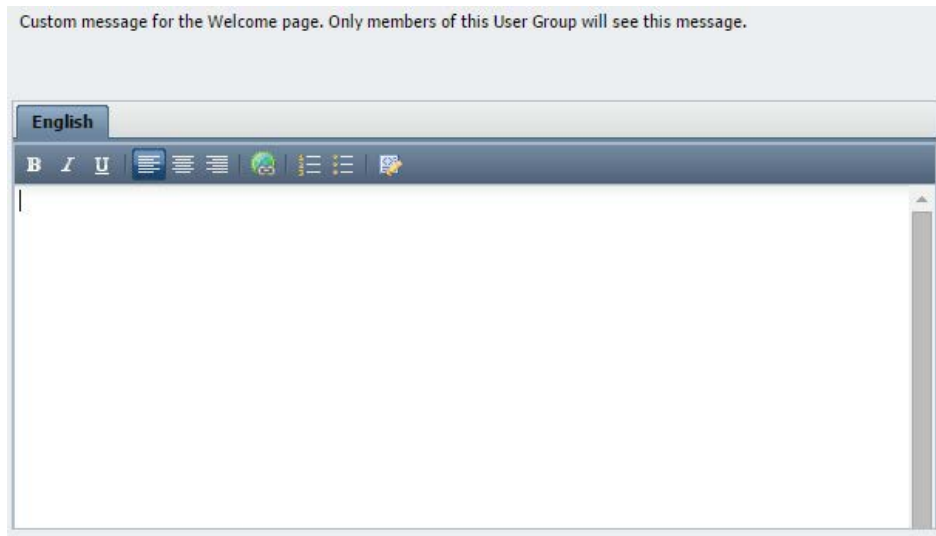 Custom message for the Welcome page. Only members of this User Group will see this message.
English
B I U